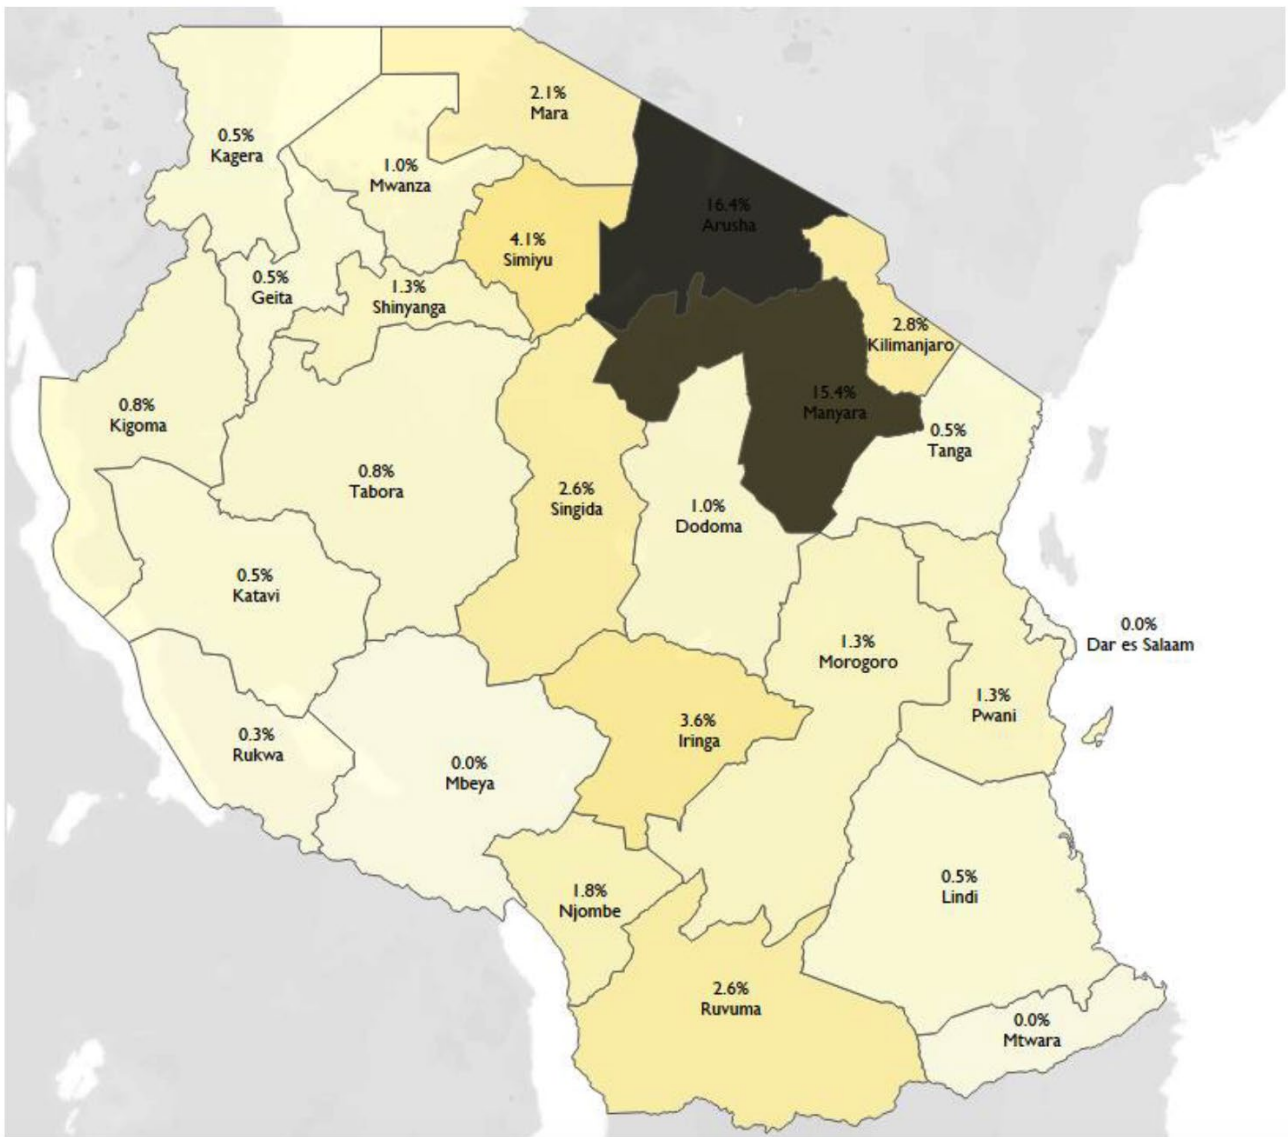 2.1%
Mara
0.5%
Kagera
1.0%
Mwanza
16.4%
Arusha
4.1%
Simiyu
0.5%
Geita
1.3%
Shinyanga
2.8%
Kilimanjaro
15.4%
Manyara
0.8%
Kigoma
0.5%
Tanga
0.8%
Tabora
2.6%
Singida
1.0%
Dodoma
0.5%
Katavi
0.0%
Dar es Salaam
1.3%
Morogoro
1.3%
Pwani
3.6%
Iringa
0.3%
Rukwa
0.0%
Mbeya
0.5%
Lindi
1.8%
Njombe
2.6%
Ruvuma
0.0%
Mtwara